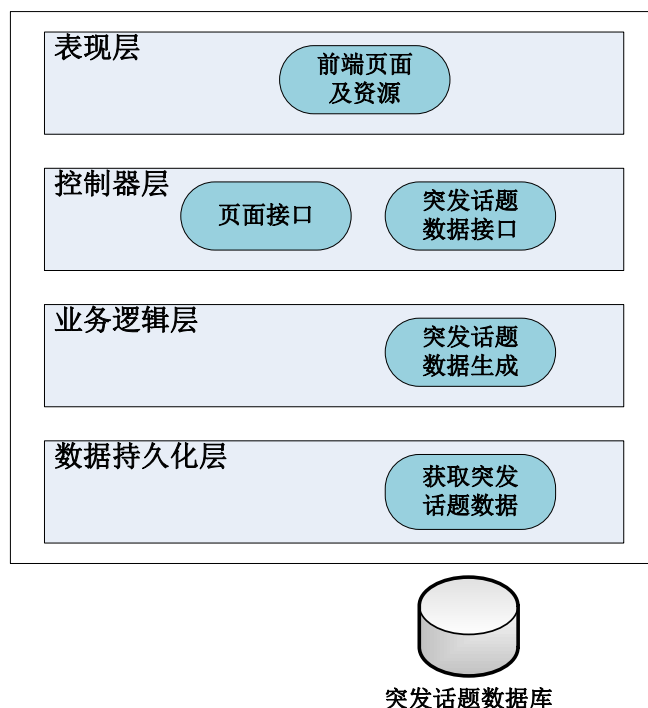 表现层
前端页面
及资源
控制器层
页面接口
突发话题
数据接口
业务逻辑层
突发话题
数据生成
数据持久化层
获取突发
话题数据
突发话题数据库